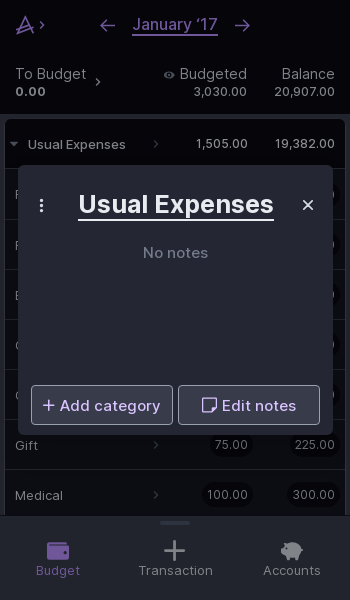 January ‘17
To Budget
0.00
Budgeted
3,030.00
Balance
20,907.00
Usual Expenses
1,505.00
19,382.00
Usual Expenses
No notes
Add category
Edit notes
Gift
75.00
225.00
Medical
100.00
300.00
Budget
Transaction
Accounts